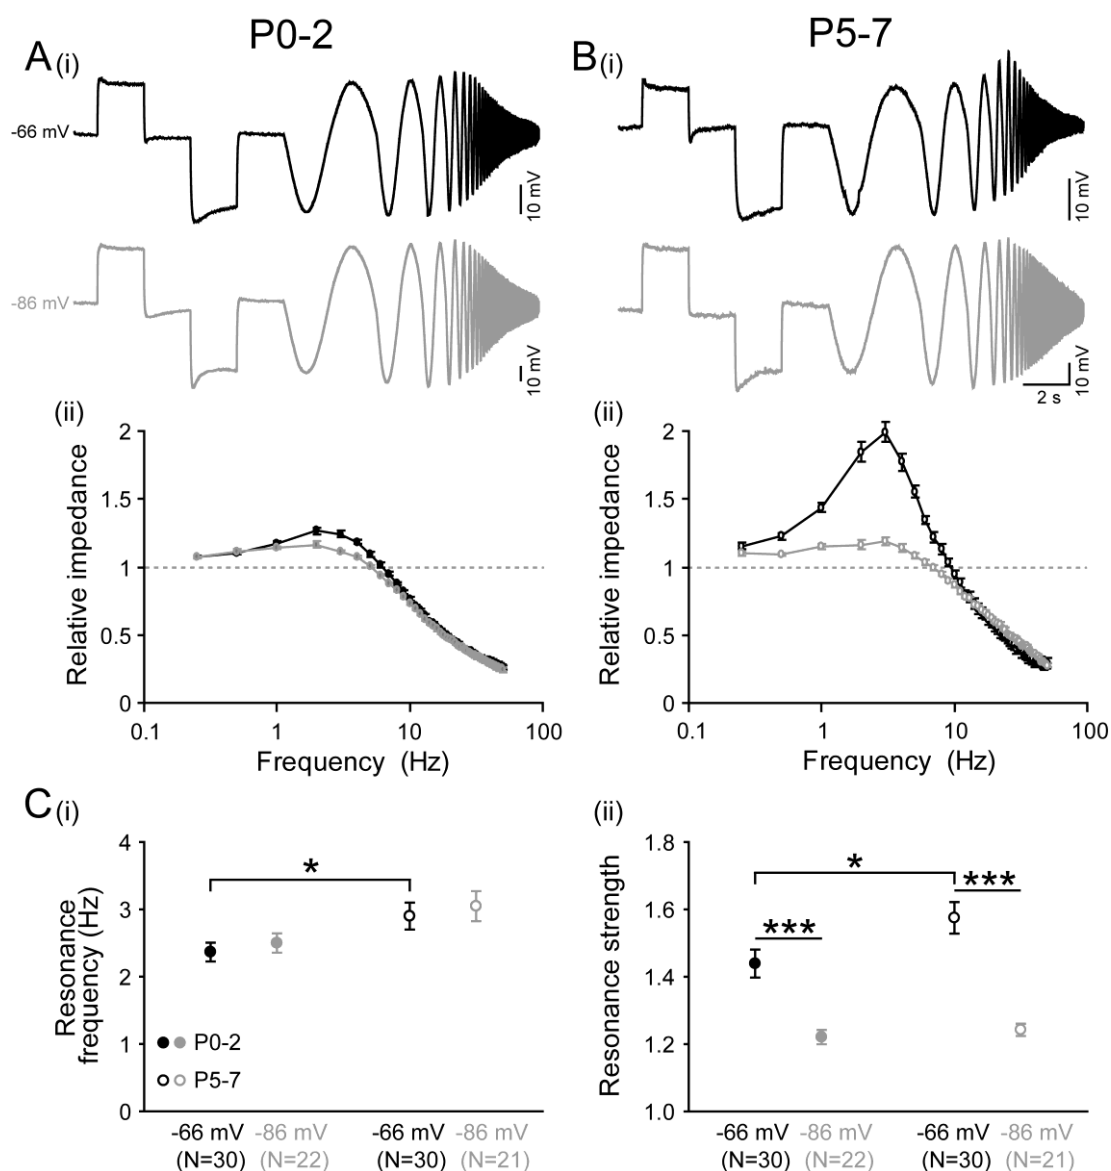 P0-2
P5-7
A (i)
B (i)
-66 mV
10 mV
10 mV
-86 mV
10 mV
10 mV
2 s
(ii)
(ii)
Relative impedance
2
1.5
1
0.5
0
0.1
1
10
100
Frequency (Hz)
Relative impedance
2
1.5
1
0.5
0
0.1
1
10
100
Frequency (Hz)
C (i)
Resonance
frequency (Hz)
4
3
2
1
0
*
P0-2
P5-7
-66 mV
(N=30)
-86 mV
(N=22)
-66 mV
(N=30)
-86 mV
(N=21)
(ii)
Resonance strength
1.8
1.6
1.4
1.2
1.0
*
***
***
-66 mV
(N=30)
-86 mV
(N=22)
-66 mV
(N=30)
-86 mV
(N=21)